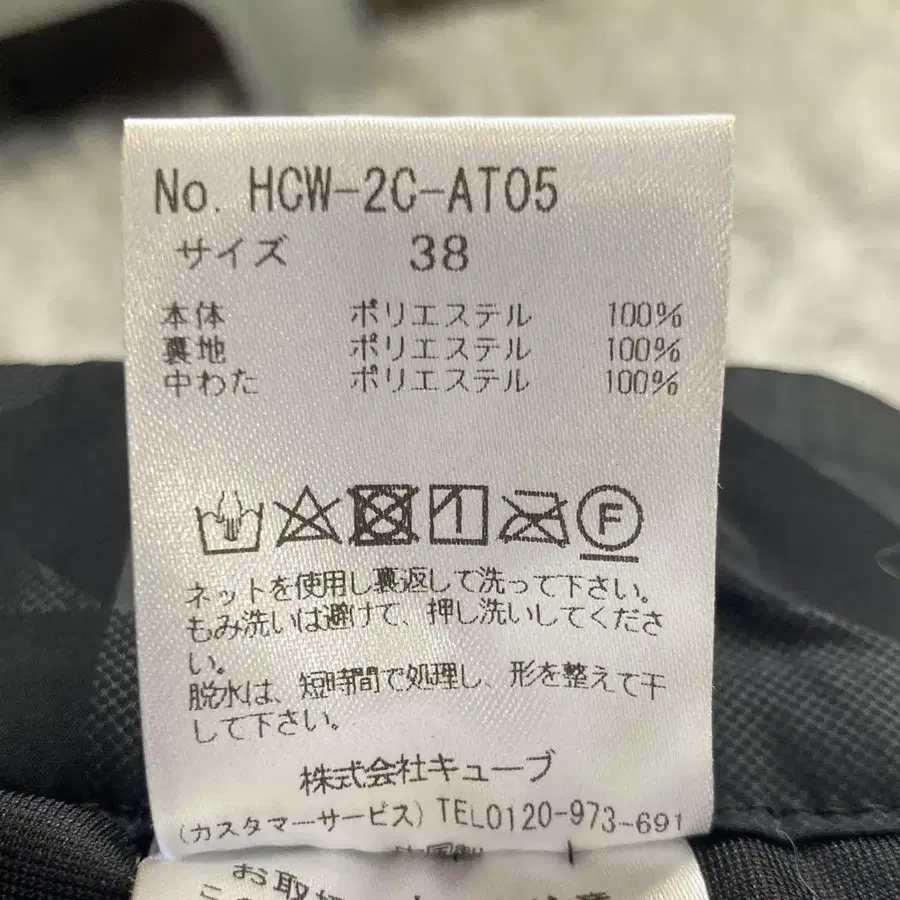 No. HCW-2C-AT05
サイズ 38
本体 ポリエステル 100%
裏地 ポリエステル 100%
中わた ポリエステル 100%
F
ネットを使用し裏返して洗って下さい。
もみ洗いは避けて、押し洗いしてくださ
い。
脱水は、短時間で処理し、形を整えて干
して下さい。
株式会社キューブ
(カスタマーサービス) TEL0120-973-691
お取